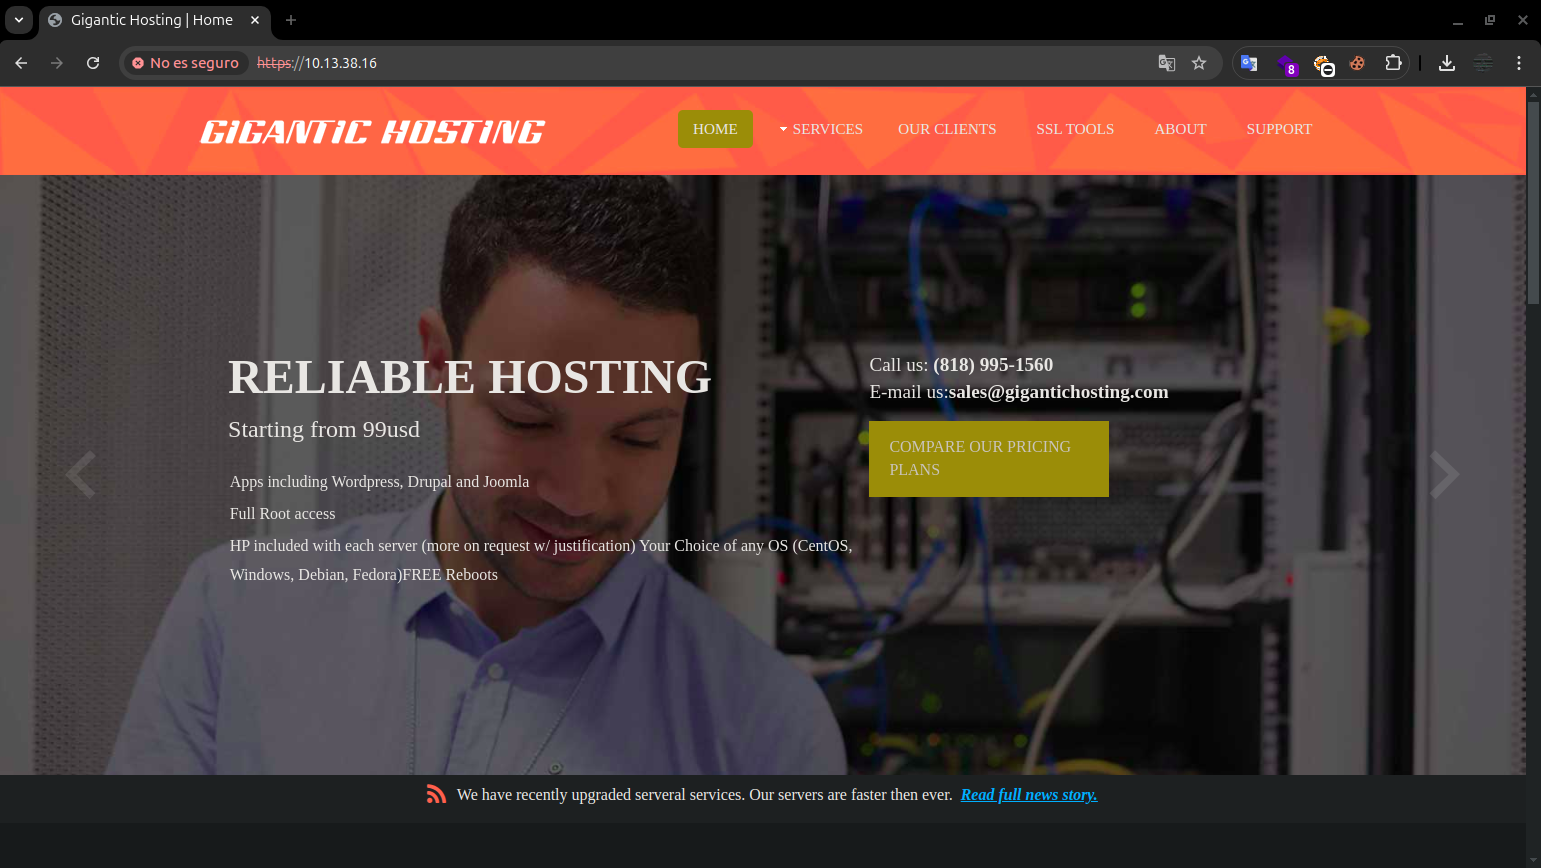 Gigantic Hosting | Home
No es seguro https://10.13.38.16
8
GIGANTIC HOSTING
HOME SERVICES OUR CLIENTS SSL TOOLS ABOUT SUPPORT
RELIABLE HOSTING
Starting from 99usd
Apps including Wordpress, Drupal and Joomla
Full Root access
HP included with each server (more on request w/ justification) Your Choice of any OS (CentOS,
Windows, Debian, Fedora)FREE Reboots
Call us: (818) 995-1560
E-mail us:sales@gigantichosting.com
COMPARE OUR PRICING
PLANS
We have recently upgraded serveral services. Our servers are faster then ever. Read full news story.